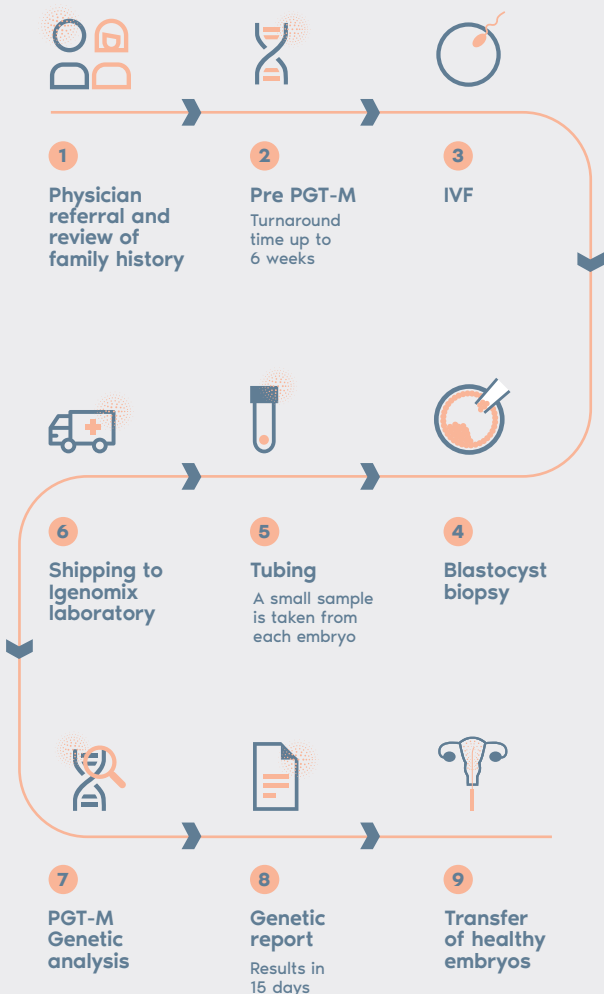 1
Physician
referral and
review of
family history
2
Pre PGT-M
Turnaround
time up to
6 weeks
3
IVF
4
Blastocyst
biopsy
5
Tubing
A small sample
is taken from
each embryo
6
Shipping to
Igenomix
laboratory
7
PGT-M
Genetic
analysis
8
Genetic
report
Results in
15 days
9
Transfer
of healthy
embryos